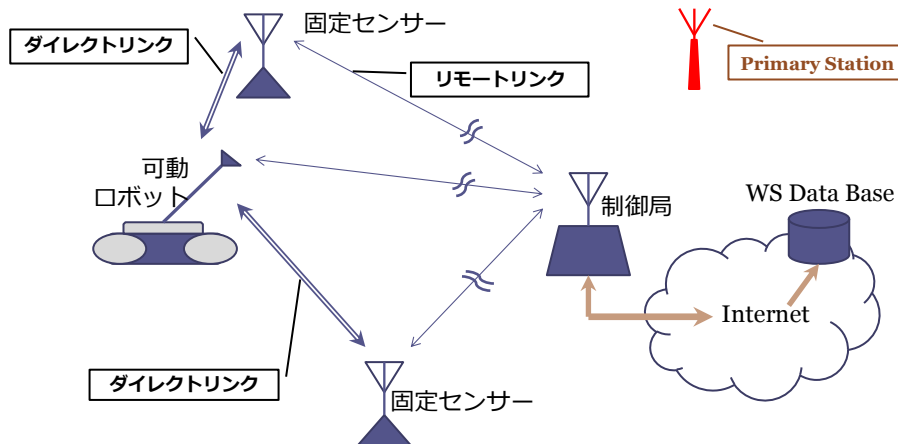 固定センサー
ダイレクトリンク
リモートリンク
Primary Station
可動
ロボット
制御局
WS Data Base
Internet
ダイレクトリンク
固定センサー